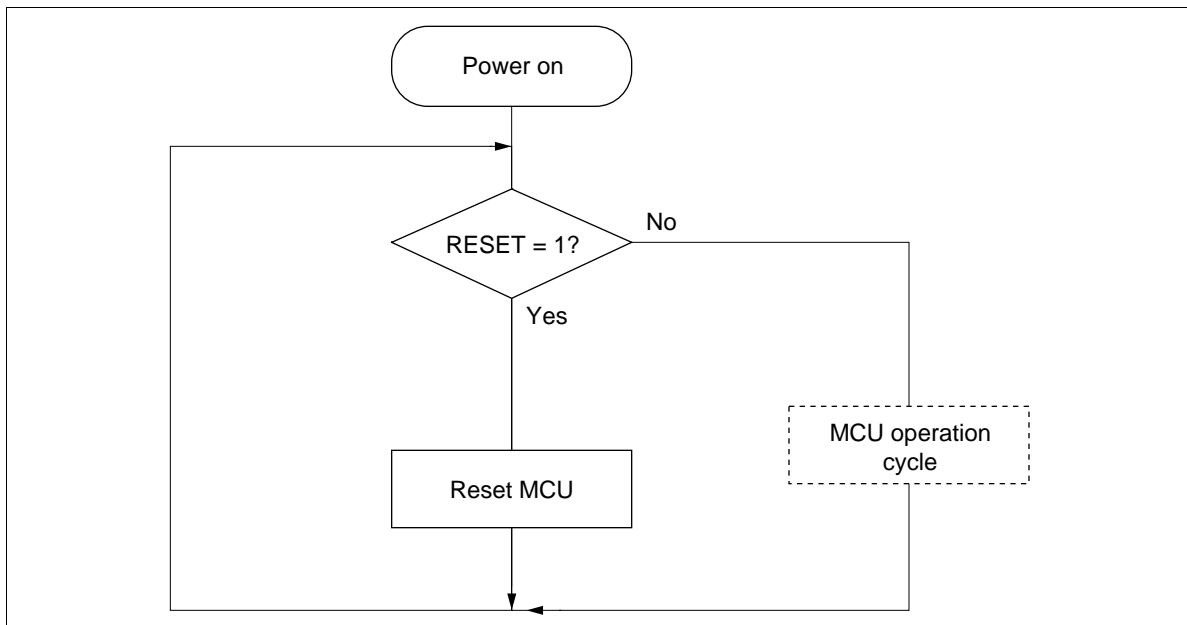 Power on
RESET = 1?
No
Yes
MCU operation
cycle
Reset MCU